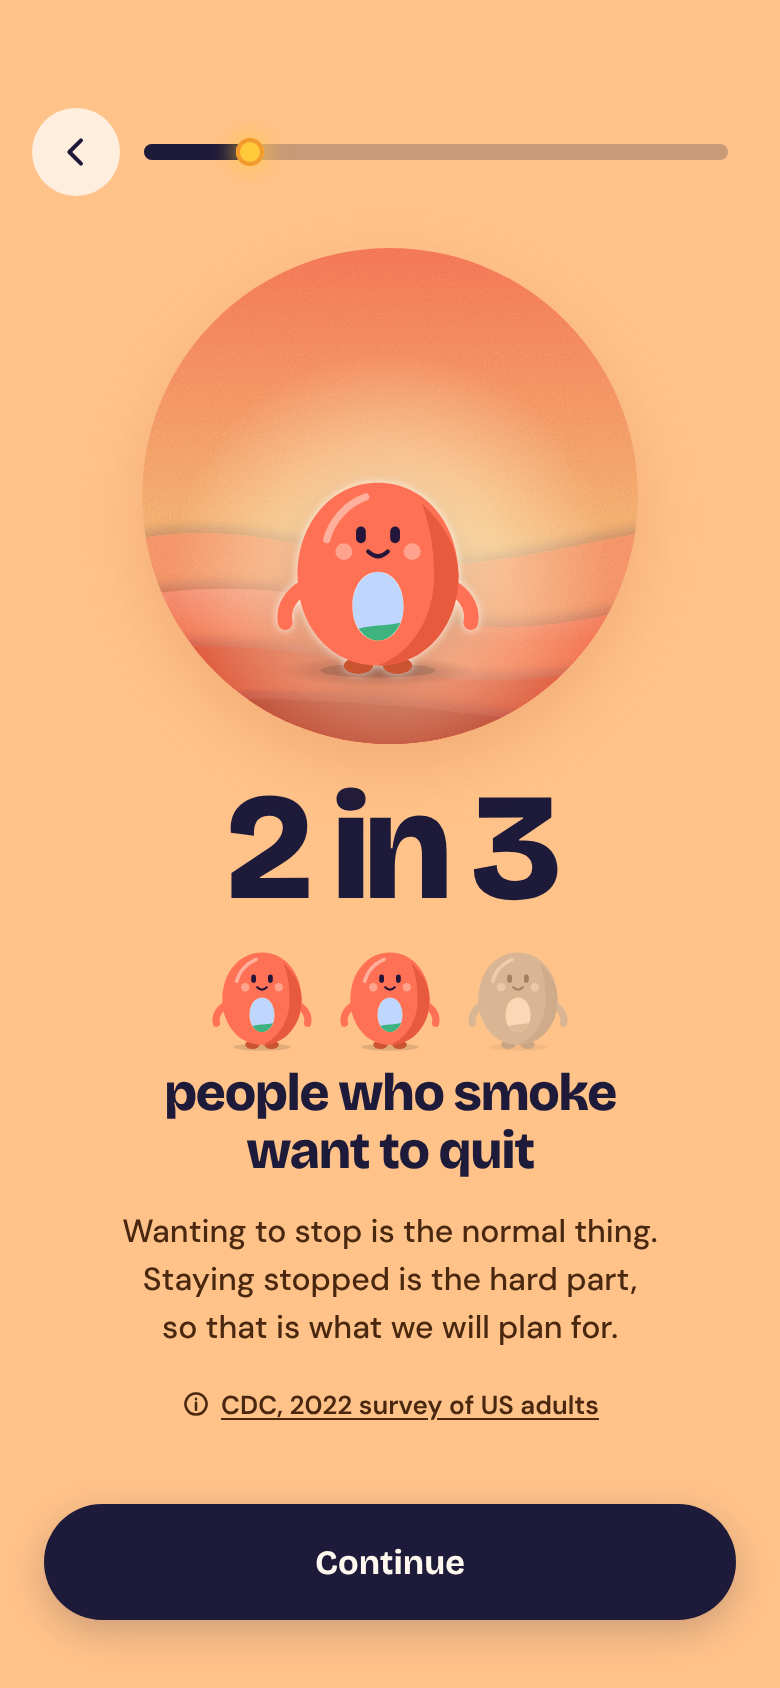 2 in 3
people who smoke
want to quit
Wanting to stop is the normal thing.
Staying stopped is the hard part,
so that is what we will plan for.
CDC, 2022 survey of US adults
Continue